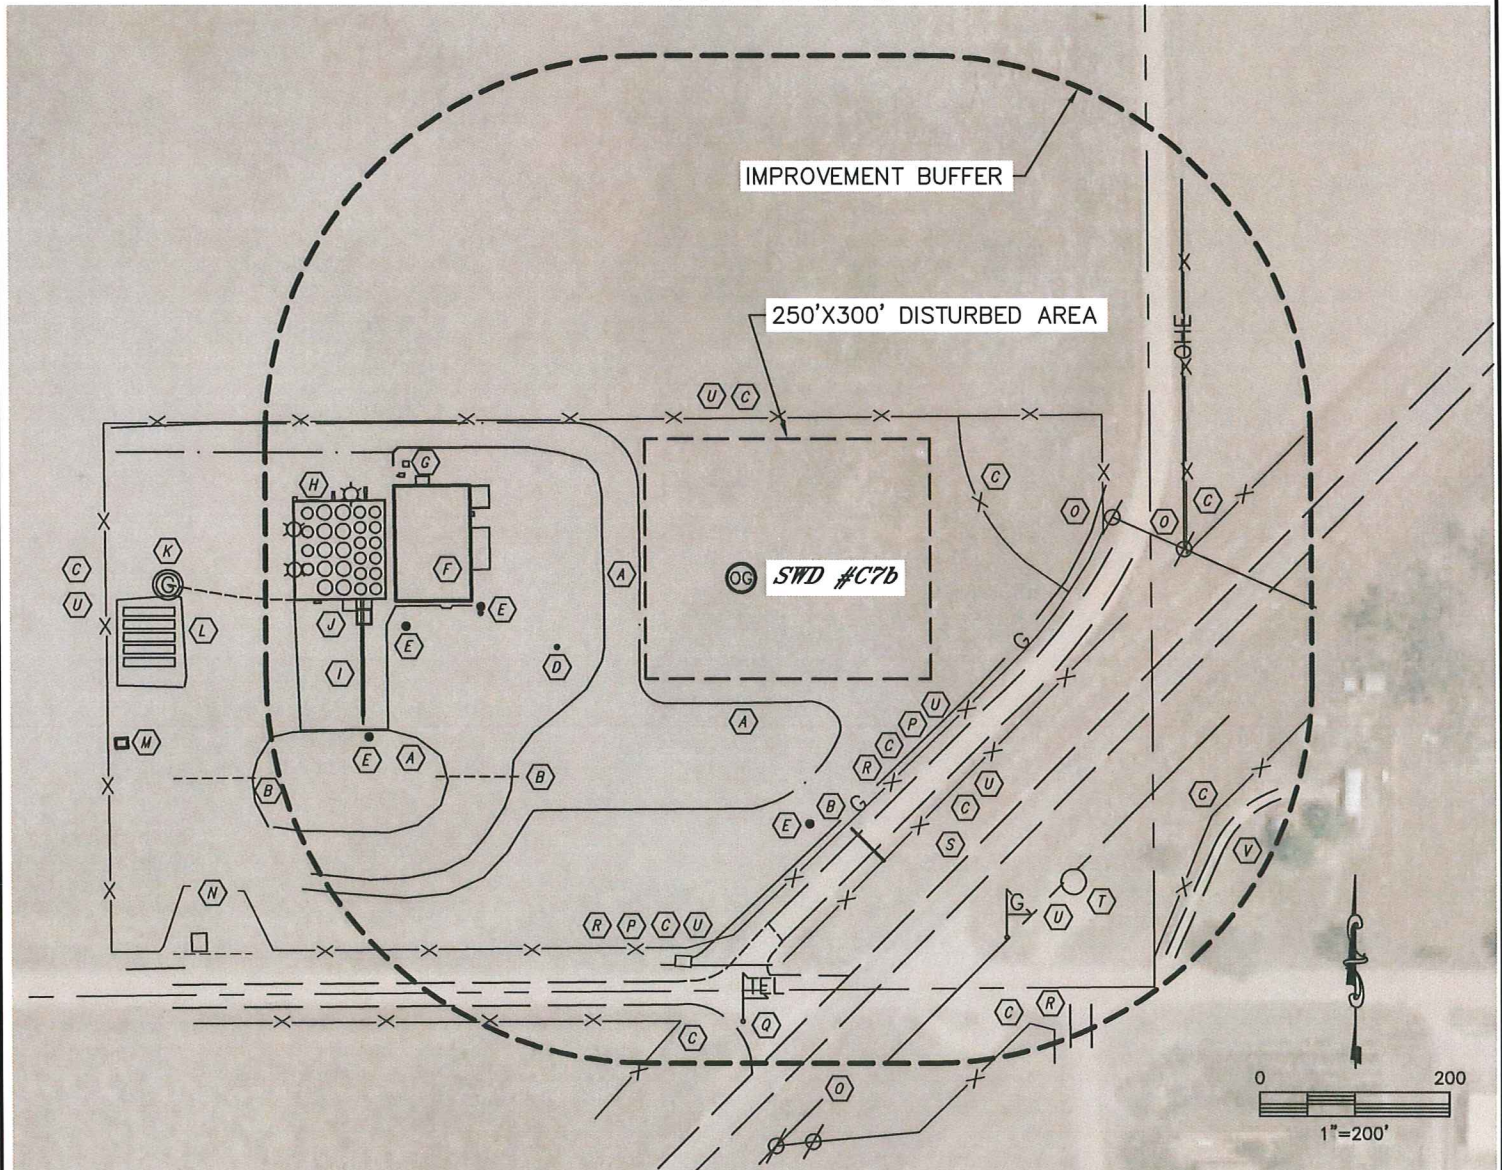 IMPROVEMENT BUFFER
250'X300' DISTURBED AREA
OHE
U C
C
G
H
O
O
C
K
C
F
A
OG SWD #C7b
U
G
L
J
E
E
G
I
D
M
A
R C P U
E
A
B
B
C U
C
B
G
E
S
V
N
T
G
U
R P C U
TEL
C
R
Q
C
O
0 200
1"=200'